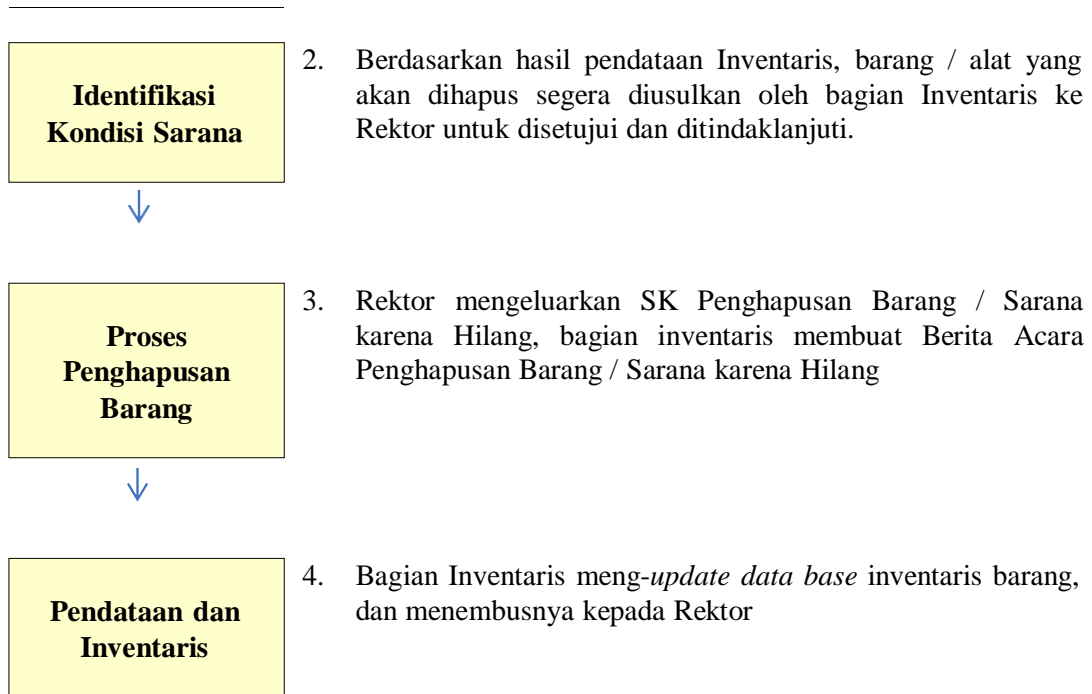 Identifikasi
Kondisi Sarana
2. Berdasarkan hasil pendataan Inventaris, barang / alat yang
akan dihapus segera diusulkan oleh bagian Inventaris ke
Rektor untuk disetujui dan ditindaklanjuti.
Proses
Penghapusan
Barang
3. Rektor mengeluarkan SK Penghapusan Barang / Sarana
karena Hilang, bagian inventaris membuat Berita Acara
Penghapusan Barang / Sarana karena Hilang
Pendataan dan
Inventaris
4. Bagian Inventaris meng-update data base inventaris barang,
dan menembusnya kepada Rektor